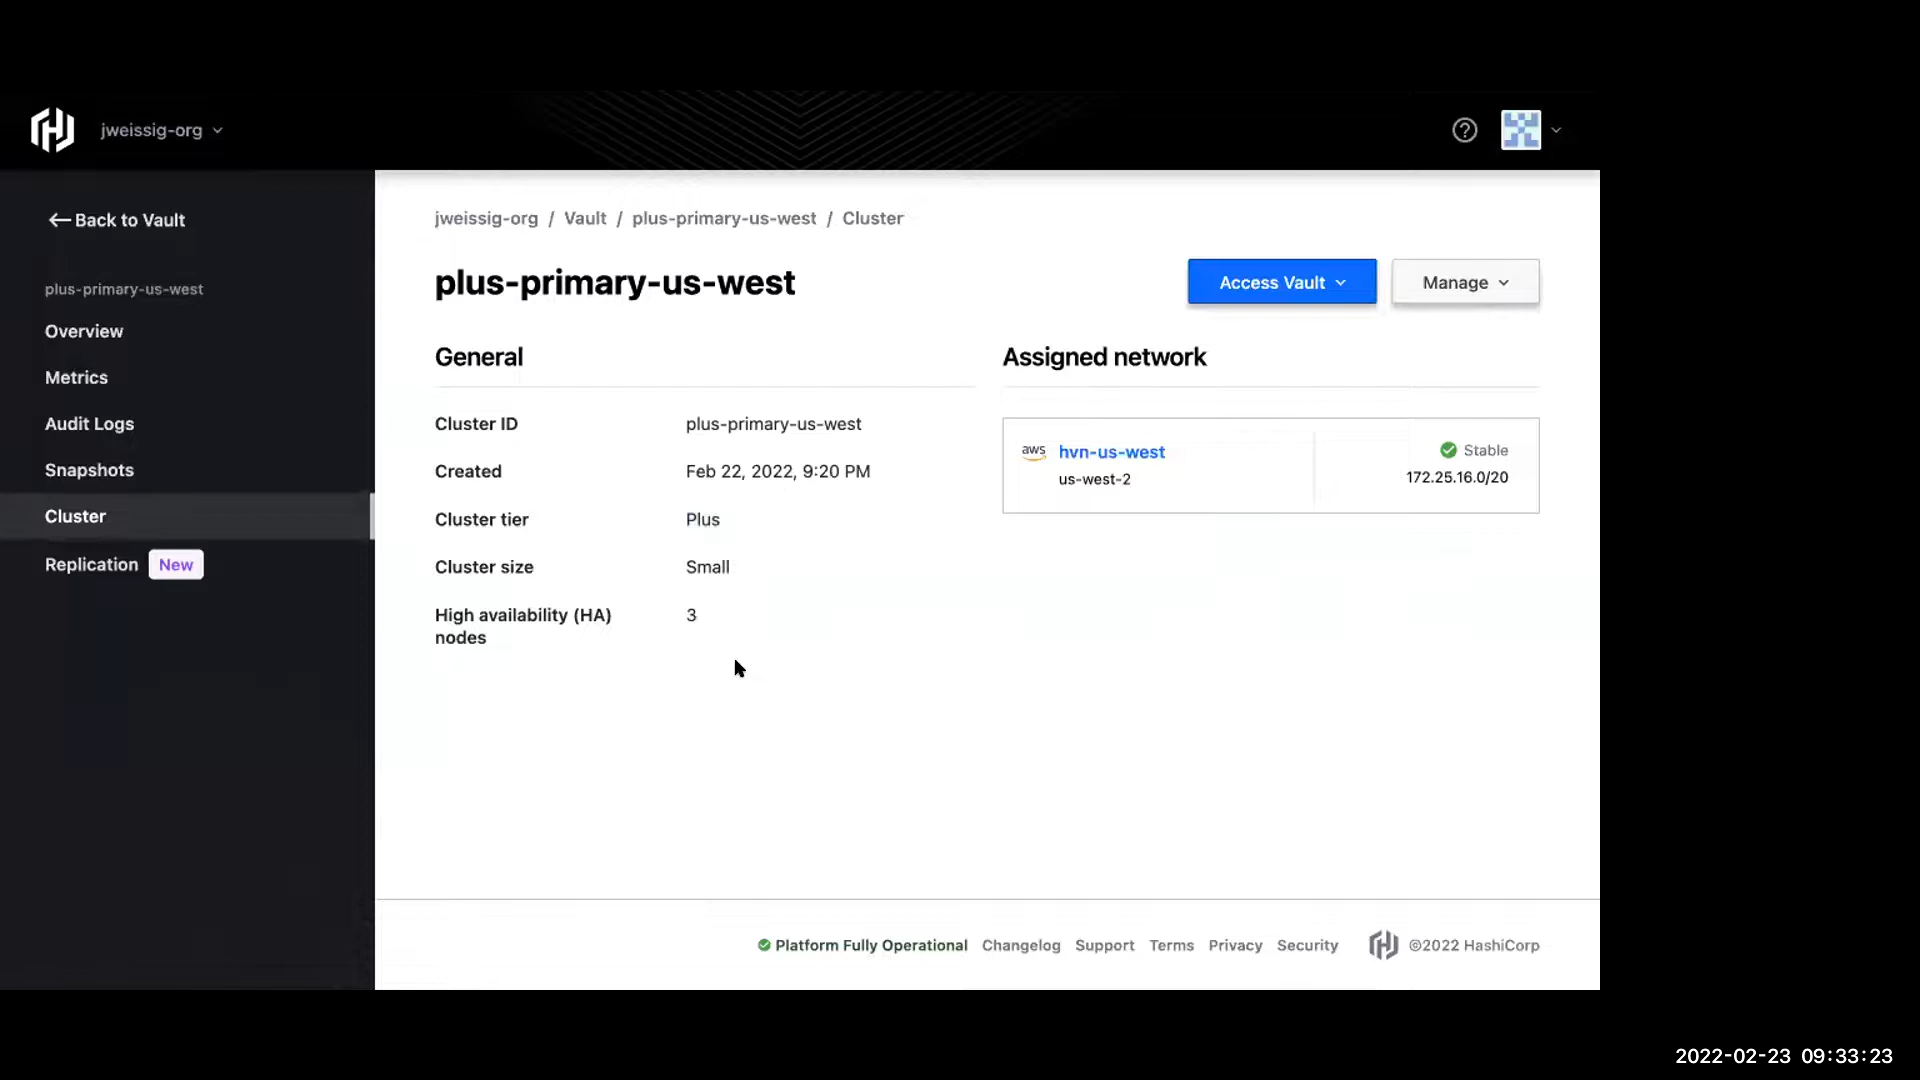 jweissig-org
Back to Vault
plus-primary-us-west
Overview
Metrics
Audit Logs
Snapshots
Cluster
Replication New
jweissig-org / Vault / plus-primary-us-west / Cluster
plus-primary-us-west
Access Vault
Manage
General
Cluster ID plus-primary-us-west
Created Feb 22, 2022, 9:20 PM
Cluster tier Plus
Cluster size Small
High availability (HA) 3
nodes
Assigned network
aws hvn-us-west Stable
us-west-2 172.25.16.0/20
Platform Fully Operational Changelog Support Terms Privacy Security ©2022 HashiCorp
2022-02-23 09:33:23